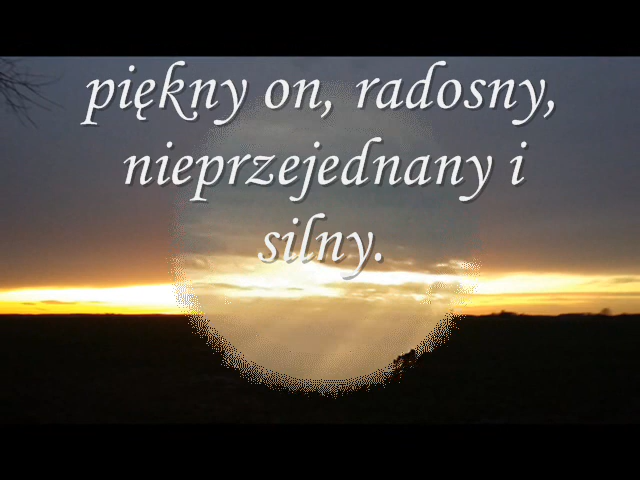 piękny on, radosny,
nieprzejednany i
silny.